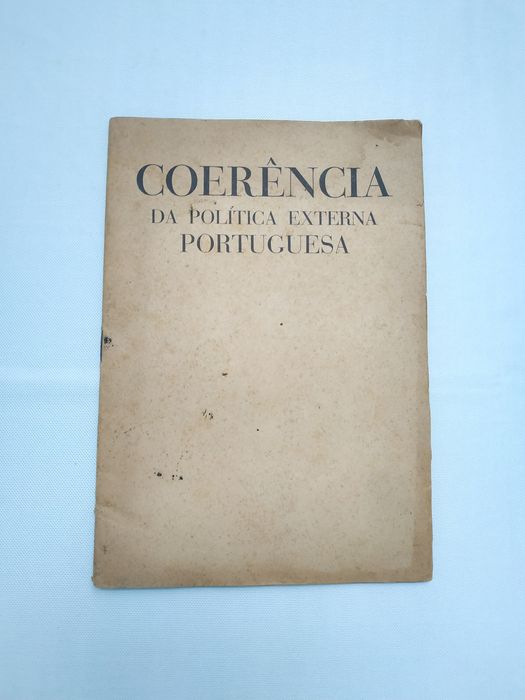 COERÊNCIA
DA POLÍTICA EXTERNA
PORTUGUESA